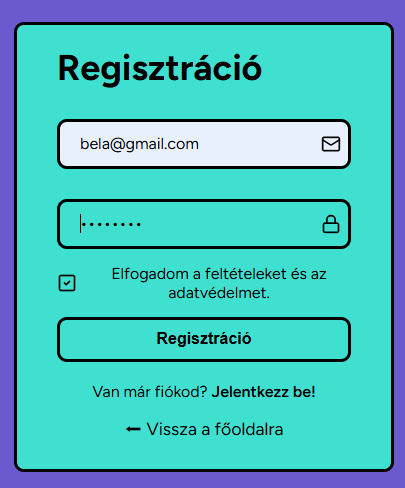 Regisztráció
bela@gmail.com
••••••••
Elfogadom a feltételeket és az
adatvédelmet.
Regisztráció
Van már fiókod? Jelentkezz be!
⬅ Vissza a főoldalra